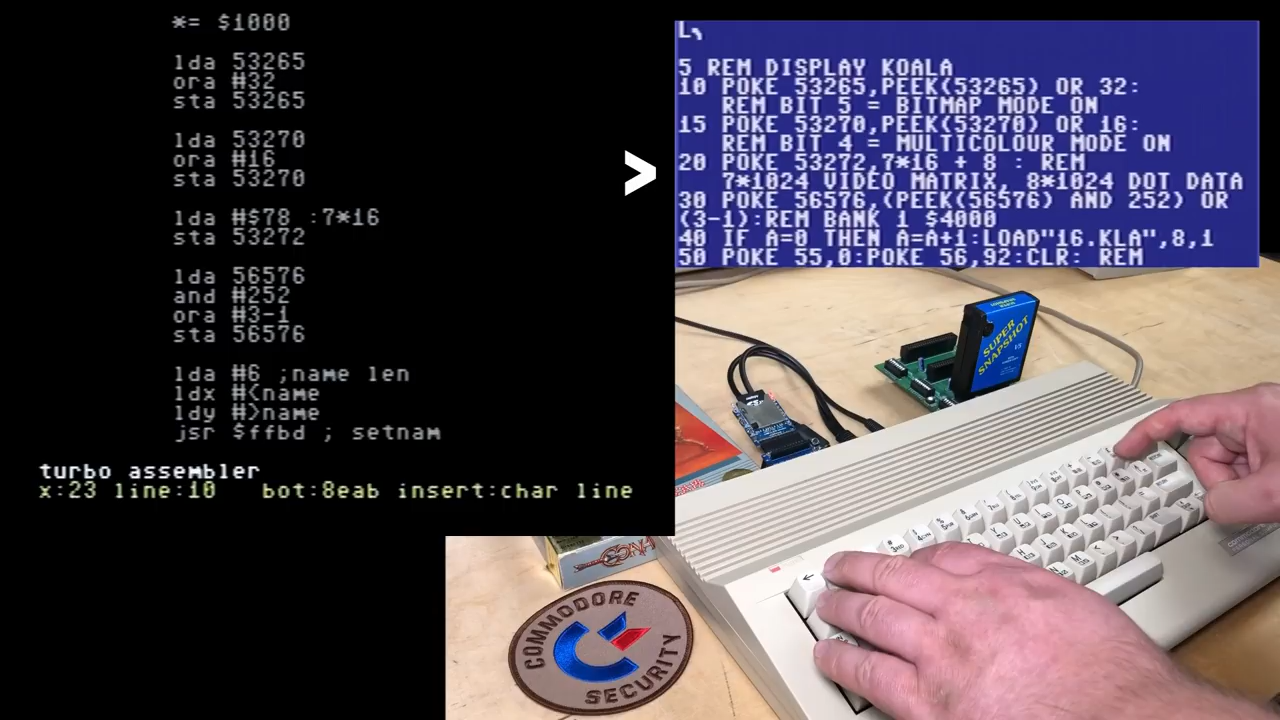 *= $1000
lda 53265
ora #32
sta 53265
lda 53270
ora #16
sta 53270
lda #$78 :7*16
sta 53272
lda 56576
and #252
ora #3-1
sta 56576
lda #6 ;name len
ldx #<name
ldy #>name
jsr $ffbd ; setnam
turbo assembler
x:23 line:10 bot:8eab insert:char line
>
5 REM DISPLAY KOALA
10 POKE 53265,PEEK(53265) OR 32:
REM BIT 5 = BITMAP MODE ON
15 POKE 53270,PEEK(53270) OR 16:
REM BIT 4 = MULTICOLOUR MODE ON
20 POKE 53272,7*16 + 8 : REM
7*1024 VIDEO MATRIX, 8*1024 DOT DATA
30 POKE 56576,(PEEK(56576) AND 252) OR
(3-1):REM BANK 1 $4000
40 IF A=0 THEN A=A+1:LOAD"16.KLA",8,1
50 POKE 55,0:POKE 56,92:CLR: REM
SUPER
SNAPSHOT
V5
COMMODORE
SECURITY